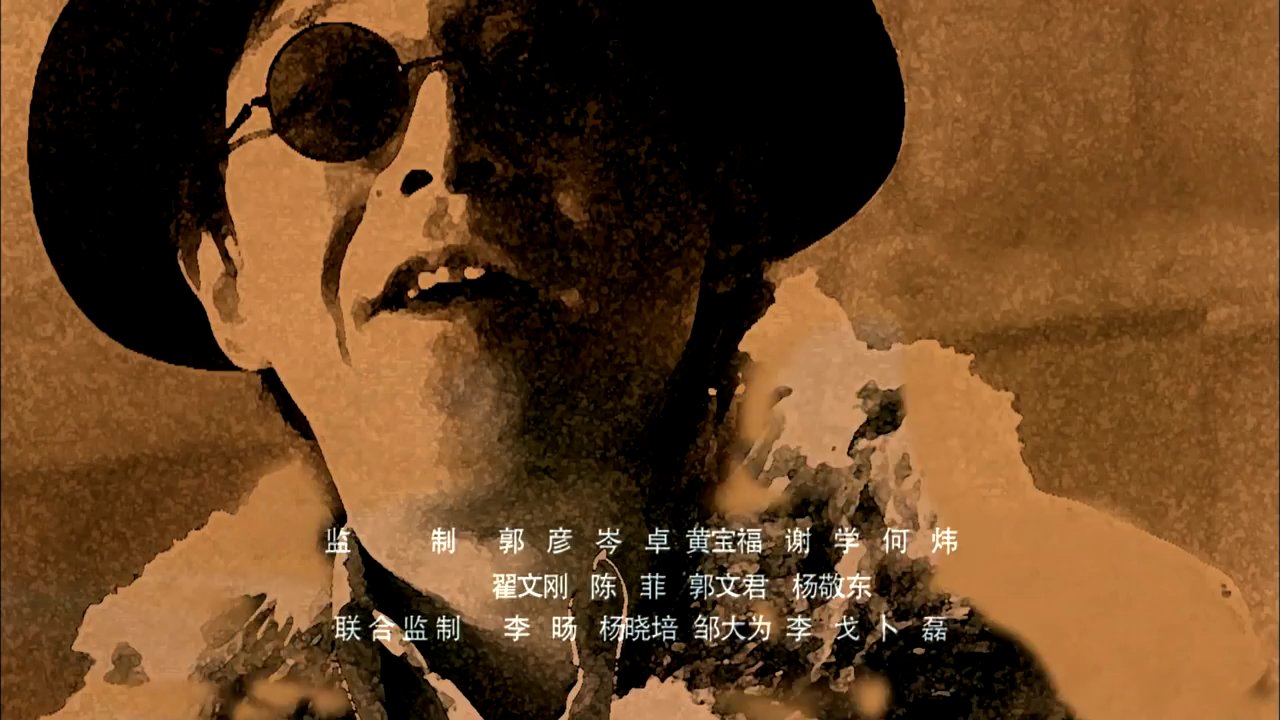 监 制 郭彦 岑卓 黄宝福 谢学 何炜
翟文刚 陈菲 郭文君 杨敬东
联合监制 李旸 杨晓培 邹大为 李戈 卜磊